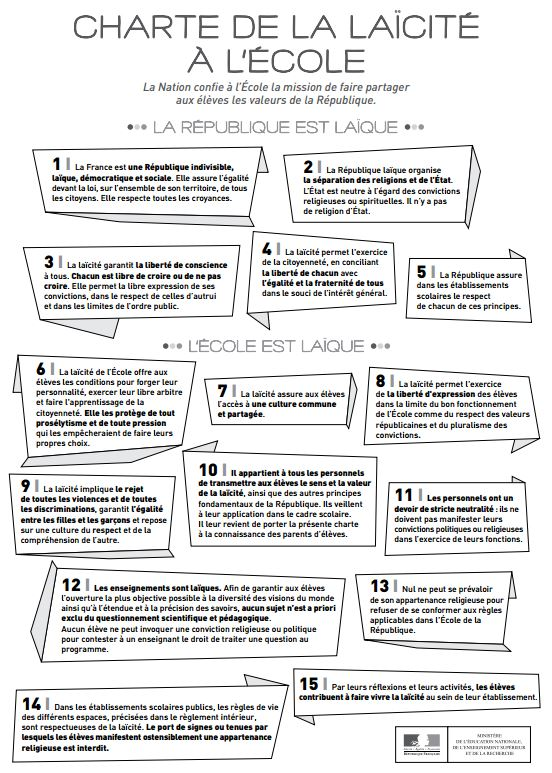 CHARTE DE LA LAÏCITÉ
À L'ÉCOLE
La Nation confie à l'École la mission de faire partager
aux élèves les valeurs de la République.
LA RÉPUBLIQUE EST LAÏQUE
1 | La France est une République indivisible,
laïque, démocratique et sociale. Elle assure l'égalité
devant la loi, sur l'ensemble de son territoire, de tous
les citoyens. Elle respecte toutes les croyances.
2 | La République laïque organise
la séparation des religions et de l'État.
L'État est neutre à l'égard des convictions
religieuses ou spirituelles. Il n'y a pas
de religion d'État.
3 | La laïcité garantit la liberté de conscience
à tous. Chacun est libre de croire ou de ne pas
croire. Elle permet la libre expression de ses
convictions, dans le respect de celles d'autrui
et dans les limites de l'ordre public.
4 | La laïcité permet l'exercice
de la citoyenneté, en conciliant
la liberté de chacun avec
l'égalité et la fraternité de tous
dans le souci de l'intérêt général.
5 | La République assure
dans les établissements
scolaires le respect
de chacun de ces principes.
L'ÉCOLE EST LAÏQUE
6 | La laïcité de l'École offre aux
élèves les conditions pour forger leur
personnalité, exercer leur libre arbitre
et faire l'apprentissage de la
citoyenneté. Elle les protège de tout
prosélytisme et de toute pression
qui les empêcheraient de faire leurs
propres choix.
7 | La laïcité assure aux élèves
l'accès à une culture commune
et partagée.
8 | La laïcité permet l'exercice
de la liberté d'expression des élèves
dans la limite du bon fonctionnement
de l'École comme du respect des valeurs
républicaines et du pluralisme des
convictions.
9 | La laïcité implique le rejet
de toutes les violences et de toutes
les discriminations, garantit l'égalité
entre les filles et les garçons et repose
sur une culture du respect et de la
compréhension de l'autre.
10 | Il appartient à tous les personnels
de transmettre aux élèves le sens et la valeur
de la laïcité, ainsi que des autres principes
fondamentaux de la République. Ils veillent
à leur application dans le cadre scolaire.
Il leur revient de porter la présente charte
à la connaissance des parents d'élèves.
11 | Les personnels ont un
devoir de stricte neutralité : ils ne
doivent pas manifester leurs
convictions politiques ou religieuses
dans l'exercice de leurs fonctions.
12 | Les enseignements sont laïques. Afin de garantir aux élèves
l'ouverture la plus objective possible à la diversité des visions du monde
ainsi qu'à l'étendue et à la précision des savoirs, aucun sujet n'est a priori
exclu du questionnement scientifique et pédagogique.
Aucun élève ne peut invoquer une conviction religieuse ou politique
pour contester à un enseignant le droit de traiter une question au
programme.
13 | Nul ne peut se prévaloir
de son appartenance religieuse pour
refuser de se conformer aux règles
applicables dans l'École de la
République.
14 | Dans les établissements scolaires publics, les règles de vie
des différents espaces, précisées dans le règlement intérieur,
sont respectueuses de la laïcité. Le port de signes ou tenues par
lesquels les élèves manifestent ostensiblement une appartenance
religieuse est interdit.
15 | Par leurs réflexions et leurs activités, les élèves
contribuent à faire vivre la laïcité au sein de leur établissement.
RÉPUBLIQUE FRANÇAISE
MINISTÈRE
DE L'ÉDUCATION NATIONALE,
DE L'ENSEIGNEMENT SUPÉRIEUR
ET DE LA RECHERCHE